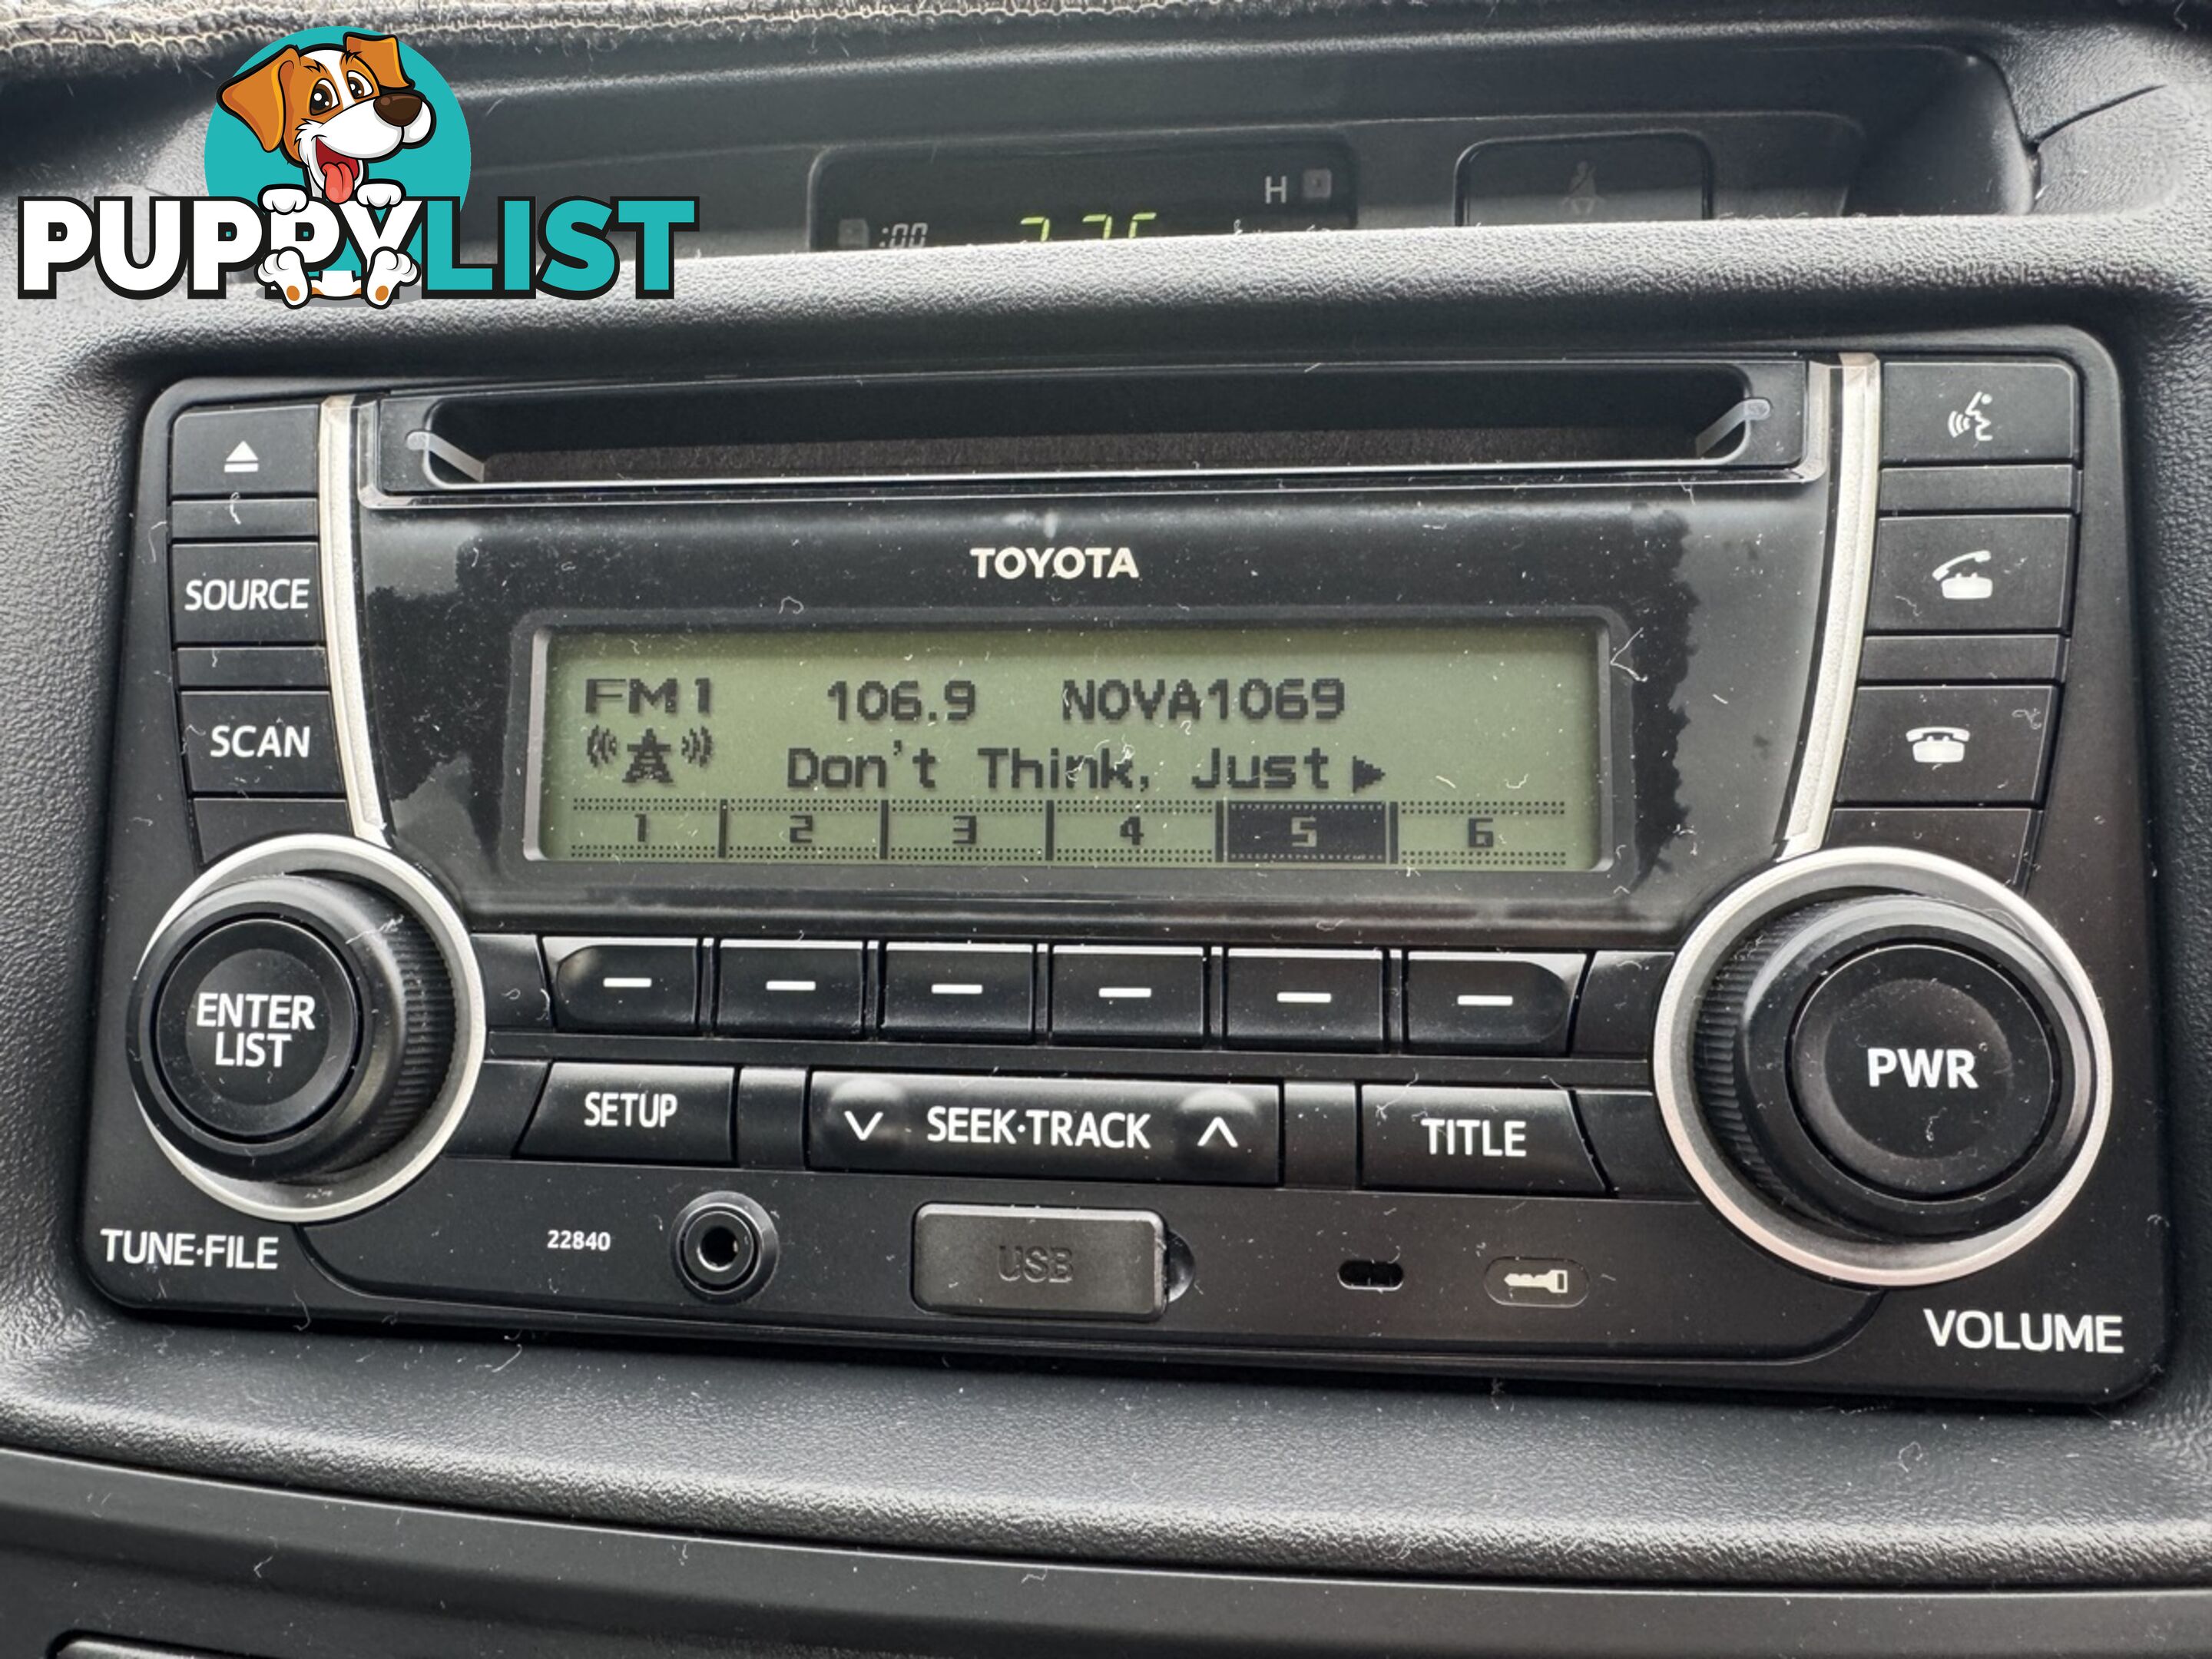 PUPPYLIST
H
:00
TOYOTA
SOURCE
SCAN
FM1 106.9 NOVA1069
Don't Think, Just
1 2 3 4 5 6
ENTER
LIST
PWR
SETUP
SEEK·TRACK
TITLE
TUNE·FILE
22840
USB
VOLUME